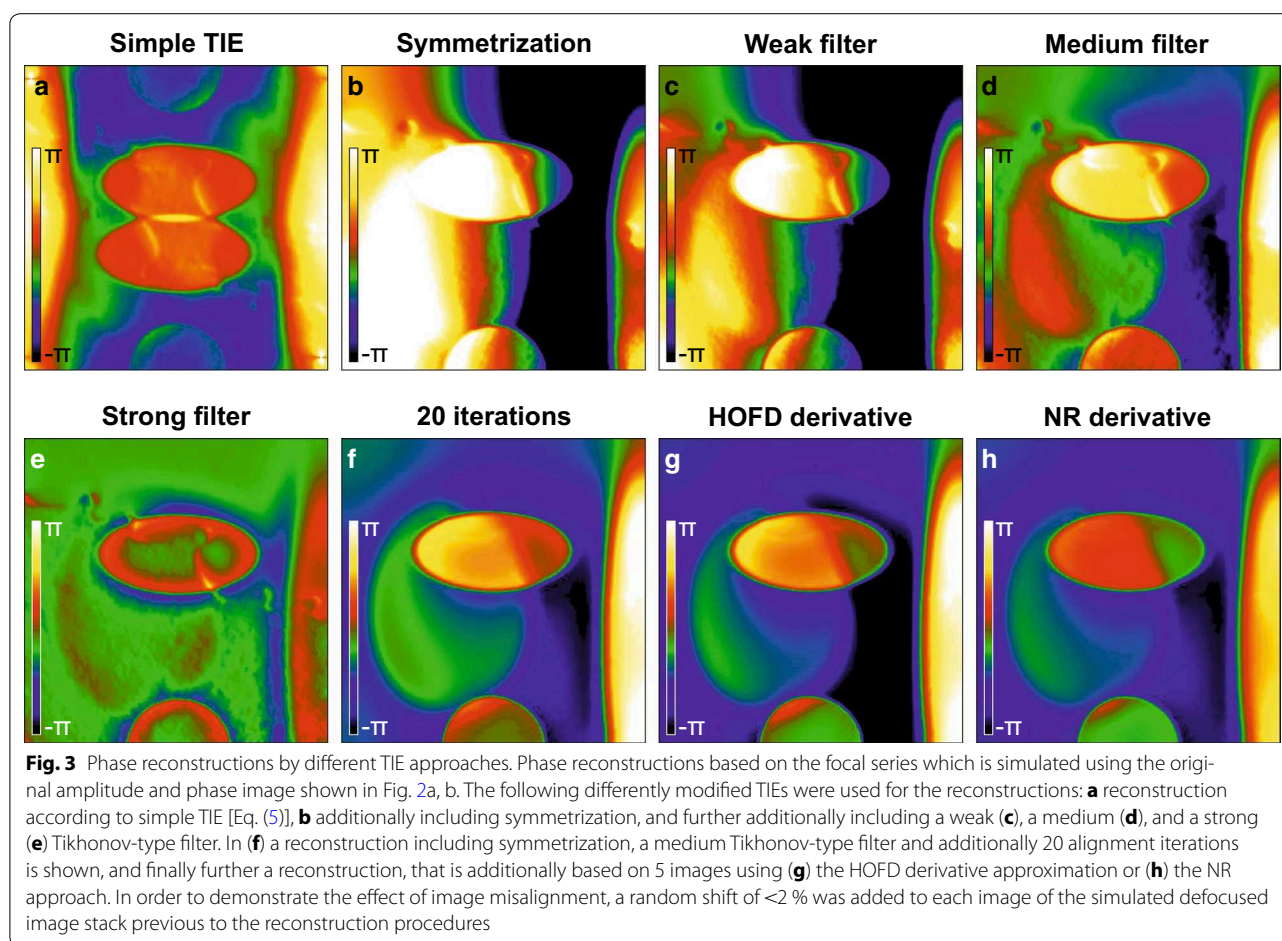 Simple TIE Symmetrization Weak filter Medium filter
a b c d
π π π π
-π -π -π -π
Strong filter 20 iterations HOFD derivative NR derivative
e f g h
π π π π
-π -π -π -π
Fig. 3 Phase reconstructions by different TIE approaches. Phase reconstructions based on the focal series which is simulated using the origi-
nal amplitude and phase image shown in Fig. 2a, b. The following differently modified TIEs were used for the reconstructions: a reconstruction
according to simple TIE [Eq. (5)], b additionally including symmetrization, and further additionally including a weak (c), a medium (d), and a strong
(e) Tikhonov-type filter. In (f) a reconstruction including symmetrization, a medium Tikhonov-type filter and additionally 20 alignment iterations
is shown, and finally further a reconstruction, that is additionally based on 5 images using (g) the HOFD derivative approximation or (h) the NR
approach. In order to demonstrate the effect of image misalignment, a random shift of <2 % was added to each image of the simulated defocused
image stack previous to the reconstruction procedures